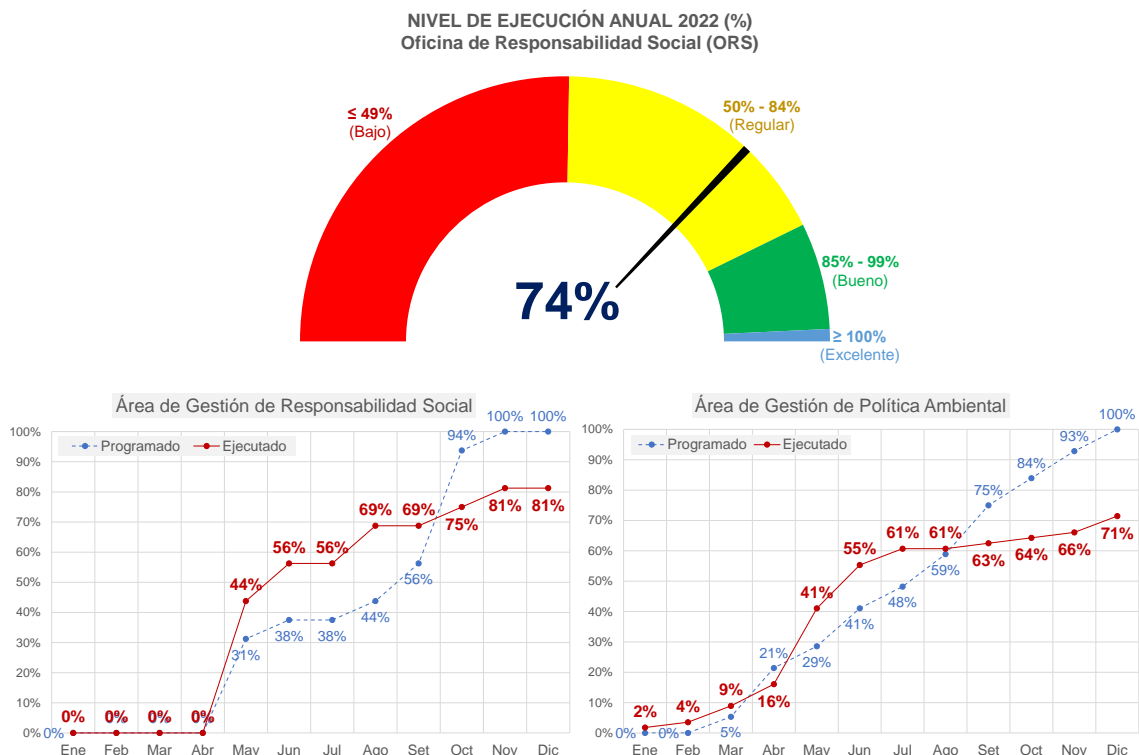 NIVEL DE EJECUCIÓN ANUAL 2022 (%)
Oficina de Responsabilidad Social (ORS)
≤ 49%
(Bajo)
50% - 84%
(Regular)
85% - 99%
(Bueno)
≥ 100%
(Excelente)
74%
Área de Gestión de Responsabilidad Social
Programado Ejecutado
100%
90%
80%
70%
60%
50%
40%
30%
20%
10%
0%
0% 0% 0% 0% 44% 56% 56% 69% 69% 75% 81% 81%
0% 31% 38% 38% 44% 56% 94% 100% 100%
Ene Feb Mar Abr May Jun Jul Ago Set Oct Nov Dic
Área de Gestión de Política Ambiental
Programado Ejecutado
100%
90%
80%
70%
60%
50%
40%
30%
20%
10%
0%
2% 4% 9% 16% 41% 55% 61% 61% 63% 64% 66% 71%
0% 0% 5% 21% 29% 41% 48% 59% 75% 84% 93% 100%
Ene Feb Mar Abr May Jun Jul Ago Set Oct Nov Dic